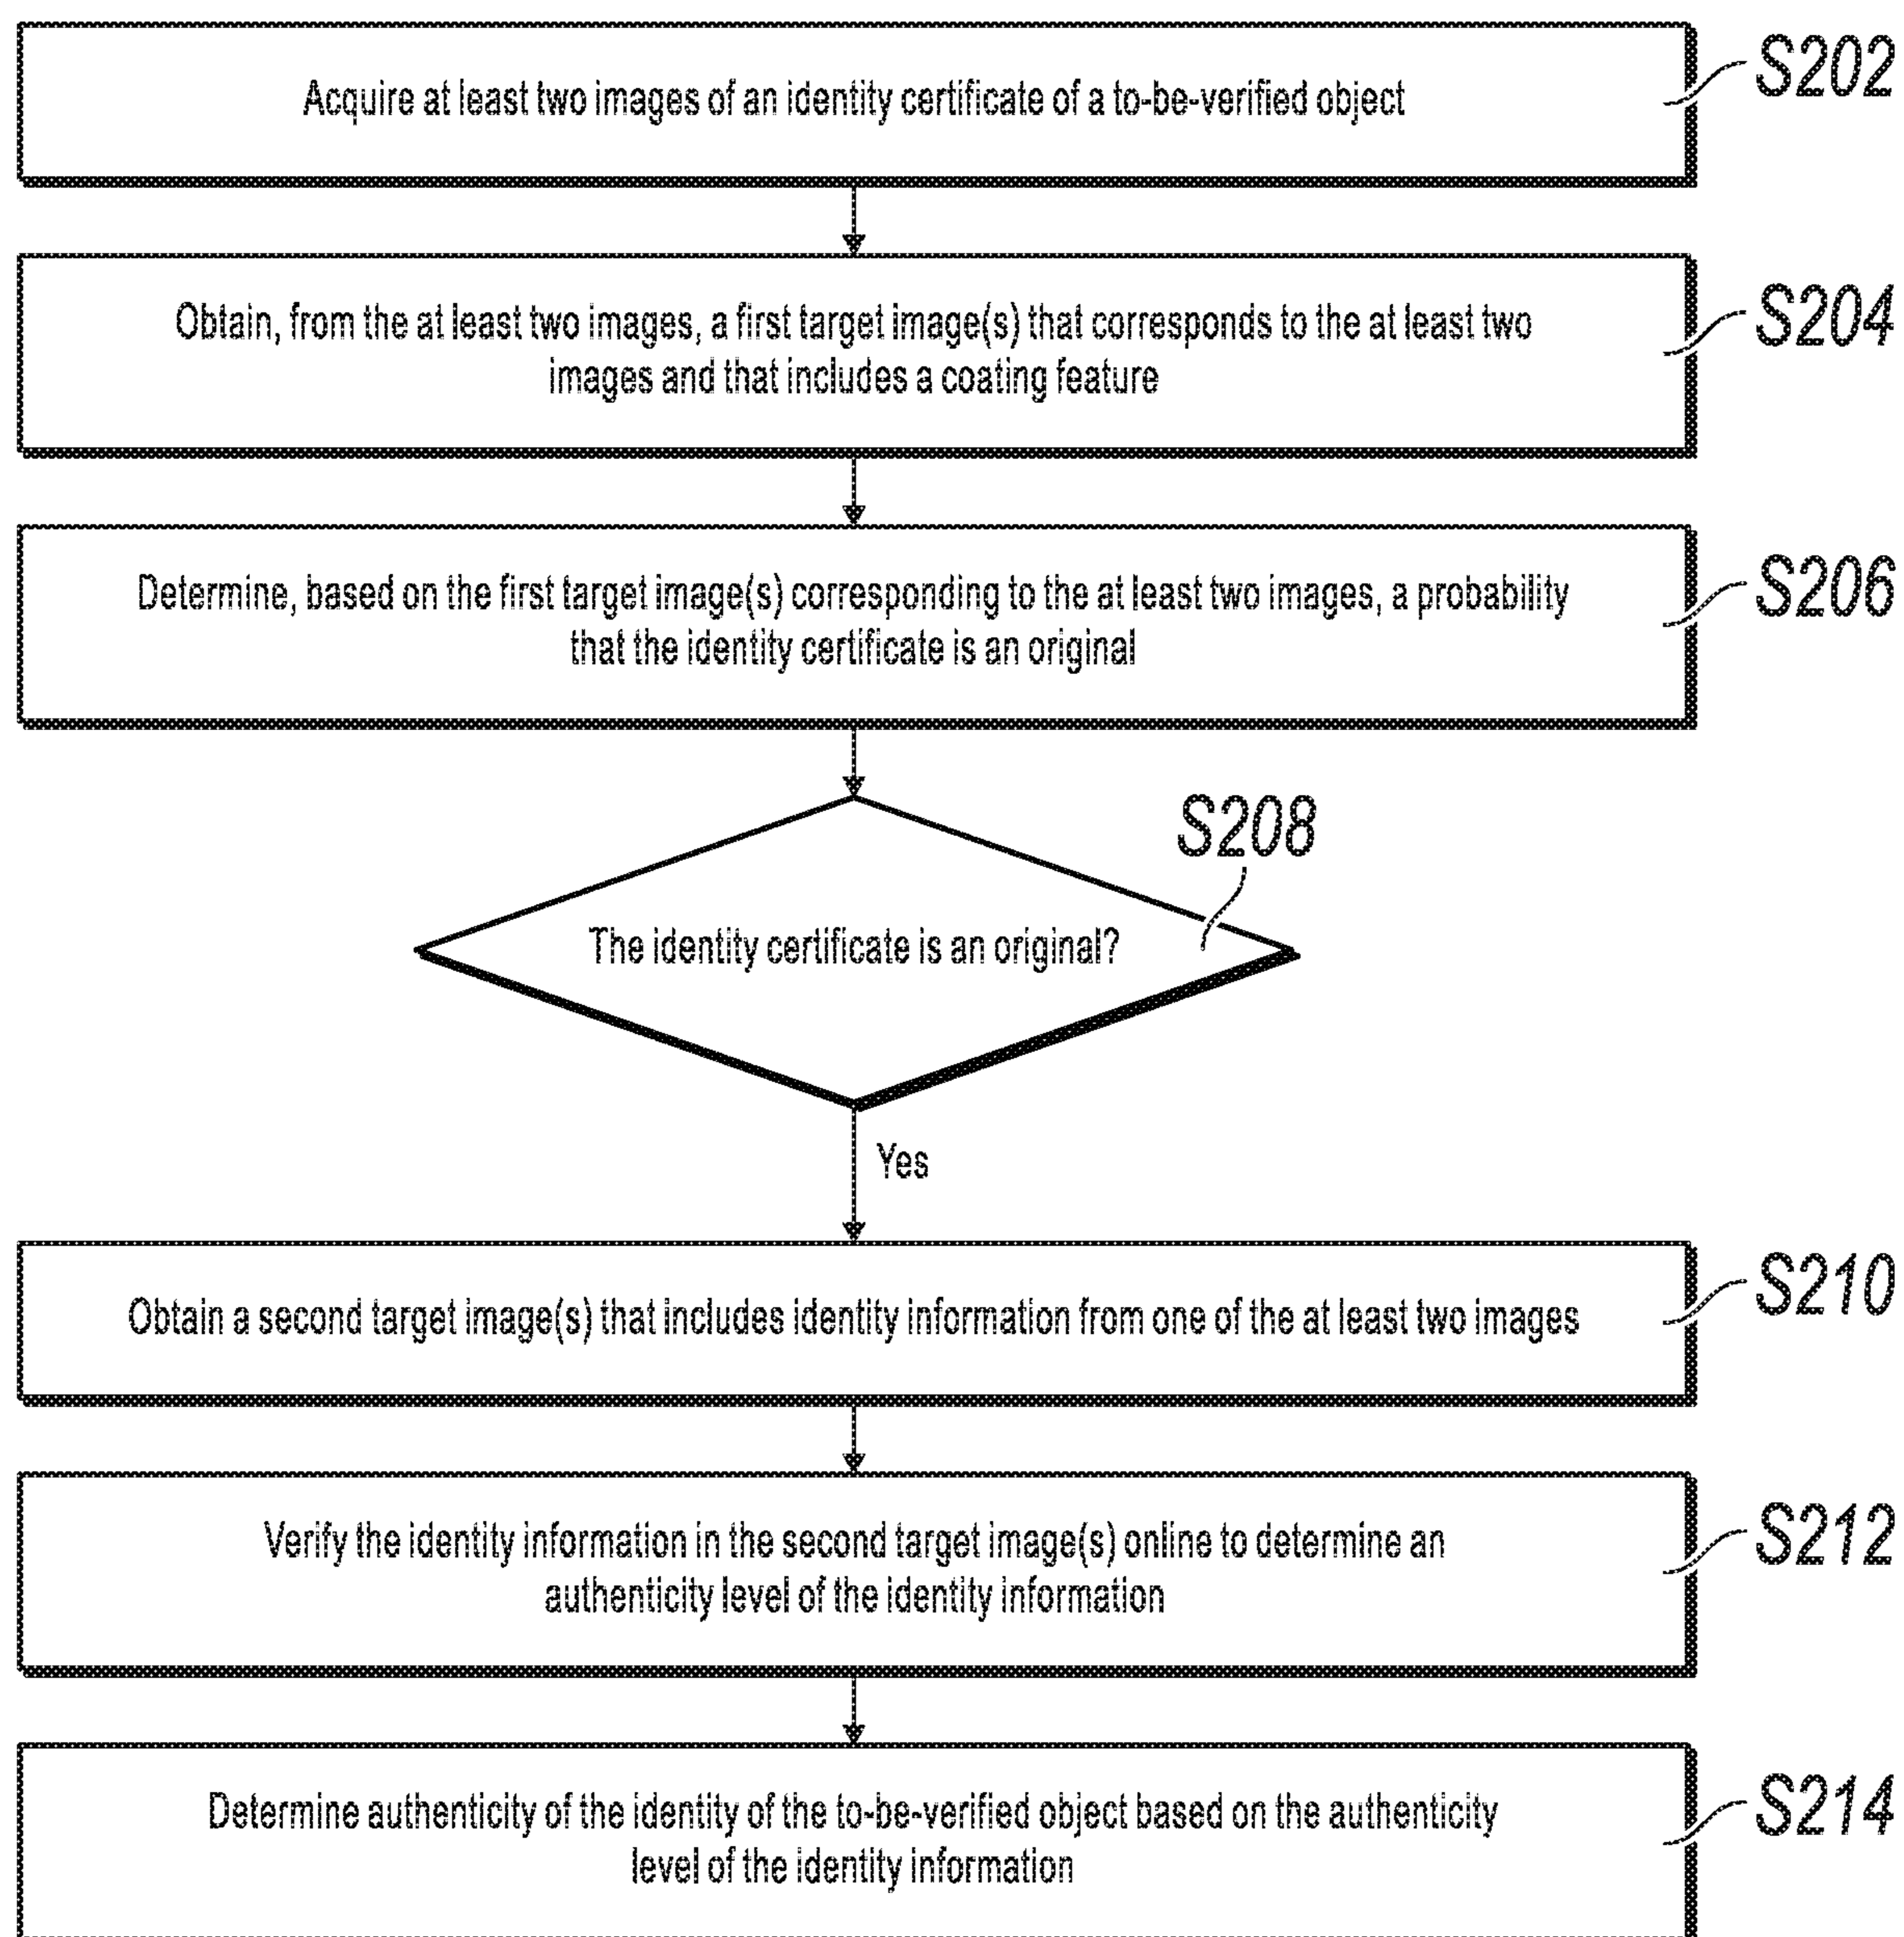 Acquire at least two images of an identity certificate of a to-be-verified object
S202
Obtain, from the at least two images, a first target image(s) that corresponds to the at least two
images and that includes a coating feature
S204
Determine, based on the first target image(s) corresponding to the at least two images, a probability
that the identity certificate is an original
S206
S208
The identity certificate is an original?
Yes
Obtain a second target image(s) that includes identity information from one of the at least two images
S210
Verify the identity information in the second target image(s) online to determine an
authenticity level of the identity information
S212
Determine authenticity of the identity of the to-be-verified object based on the authenticity
level of the identity information
S214